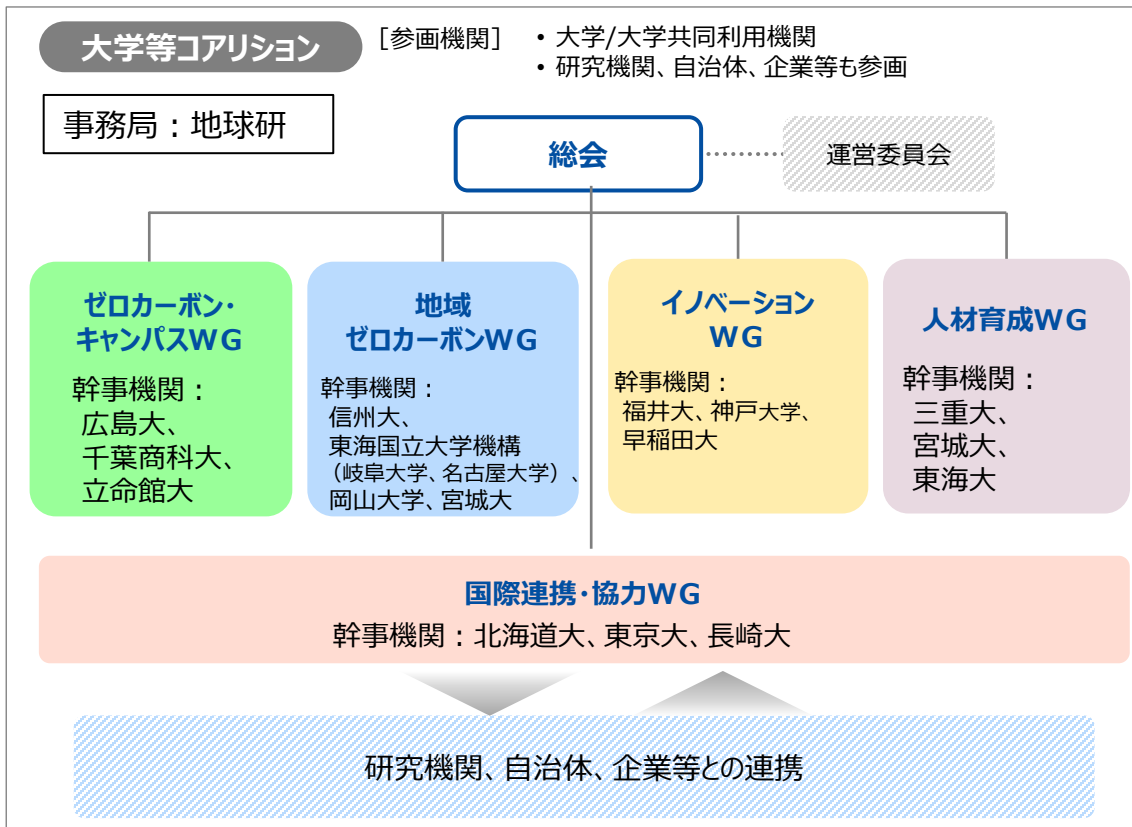 大学等コアリション
[参画機関]
・大学/大学共同利用機関
・研究機関、自治体、企業等も参画
事務局：地球研
総会
運営委員会
ゼロカーボン・
キャンパスWG
幹事機関：
広島大、
千葉商科大、
立命館大
地域
ゼロカーボンWG
幹事機関：
信州大、
東海国立大学機構
（岐阜大学、名古屋大学）、
岡山大学、宮城大
イノベーション
WG
幹事機関：
福井大、神戸大学、
早稲田大
人材育成WG
幹事機関：
三重大、
宮城大、
東海大
国際連携・協力WG
幹事機関：北海道大、東京大、長崎大
研究機関、自治体、企業等との連携